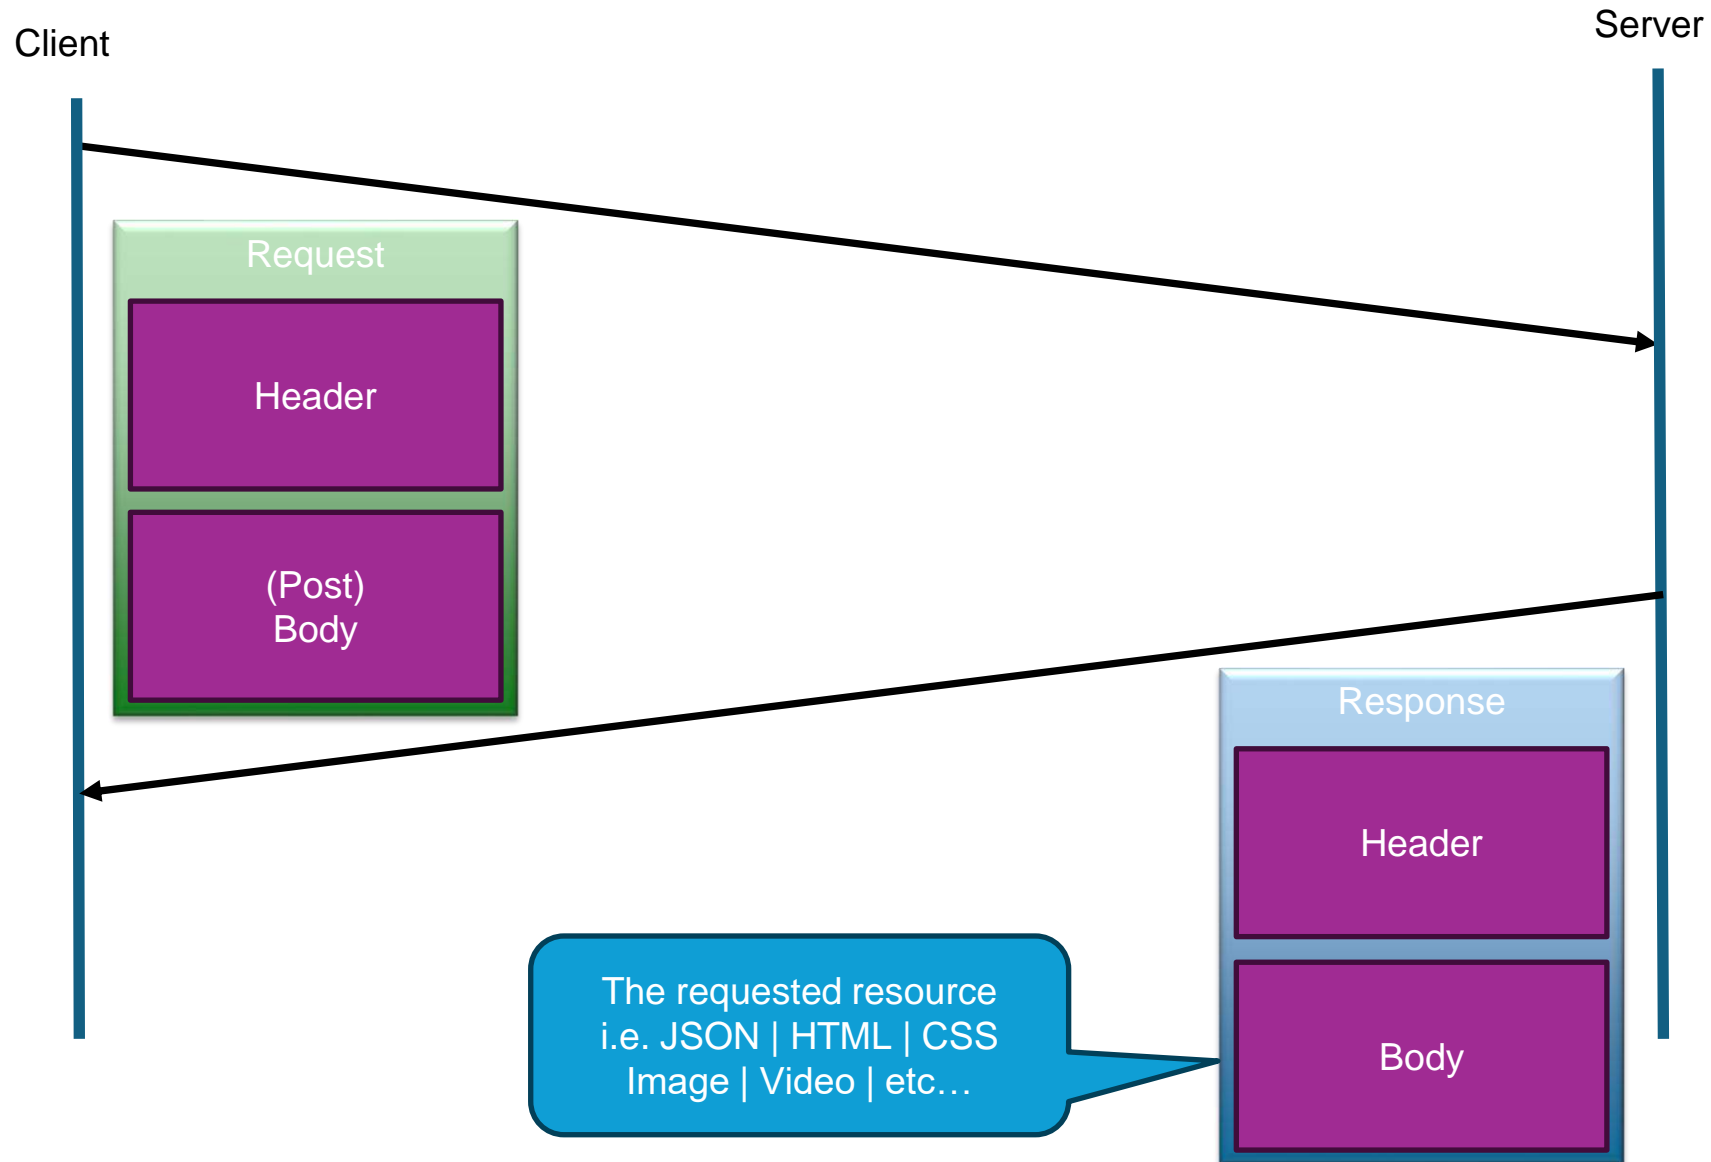 Client
Server
Request
Header
(Post)
Body
Response
Header
Body
The requested resource
i.e. JSON | HTML | CSS
Image | Video | etc…